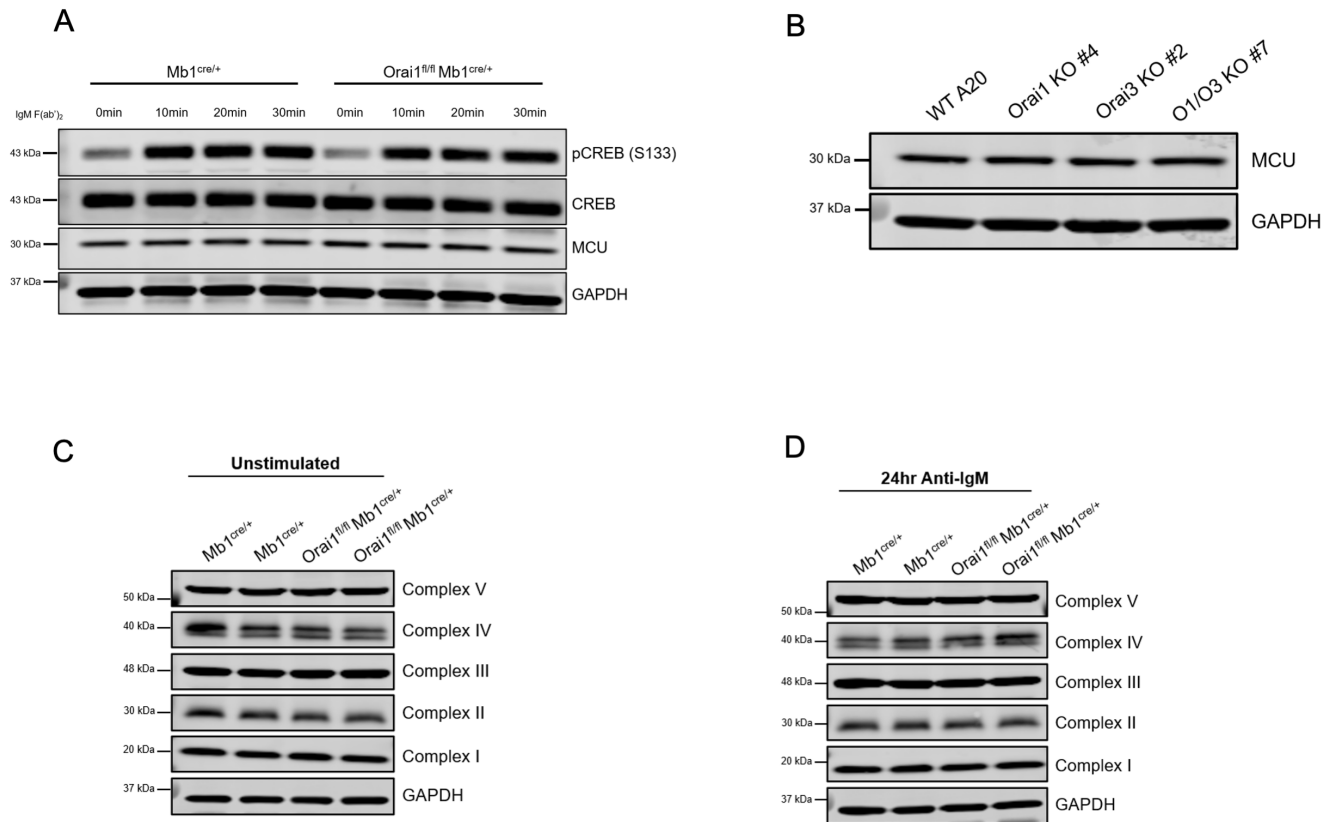 A
Mb1cre/+ Orai1fl/fl Mb1cre/+
IgM F(ab')2 0min 10min 20min 30min 0min 10min 20min 30min
43 kDa pCREB (S133)
43 kDa CREB
30 kDa MCU
37 kDa GAPDH
B
WT A20 Orai1 KO #4 Orai3 KO #2 O1/O3 KO #7
30 kDa MCU
37 kDa GAPDH
C
Unstimulated
Mb1cre/+ Mb1cre/+ Orai1fl/fl Mb1cre/+ Orai1fl/fl Mb1cre/+
50 kDa Complex V
40 kDa Complex IV
48 kDa Complex III
30 kDa Complex II
20 kDa Complex I
37 kDa GAPDH
D
24hr Anti-IgM
Mb1cre/+ Mb1cre/+ Orai1fl/fl Mb1cre/+ Orai1fl/fl Mb1cre/+
50 kDa Complex V
40 kDa Complex IV
48 kDa Complex III
30 kDa Complex II
20 kDa Complex I
37 kDa GAPDH